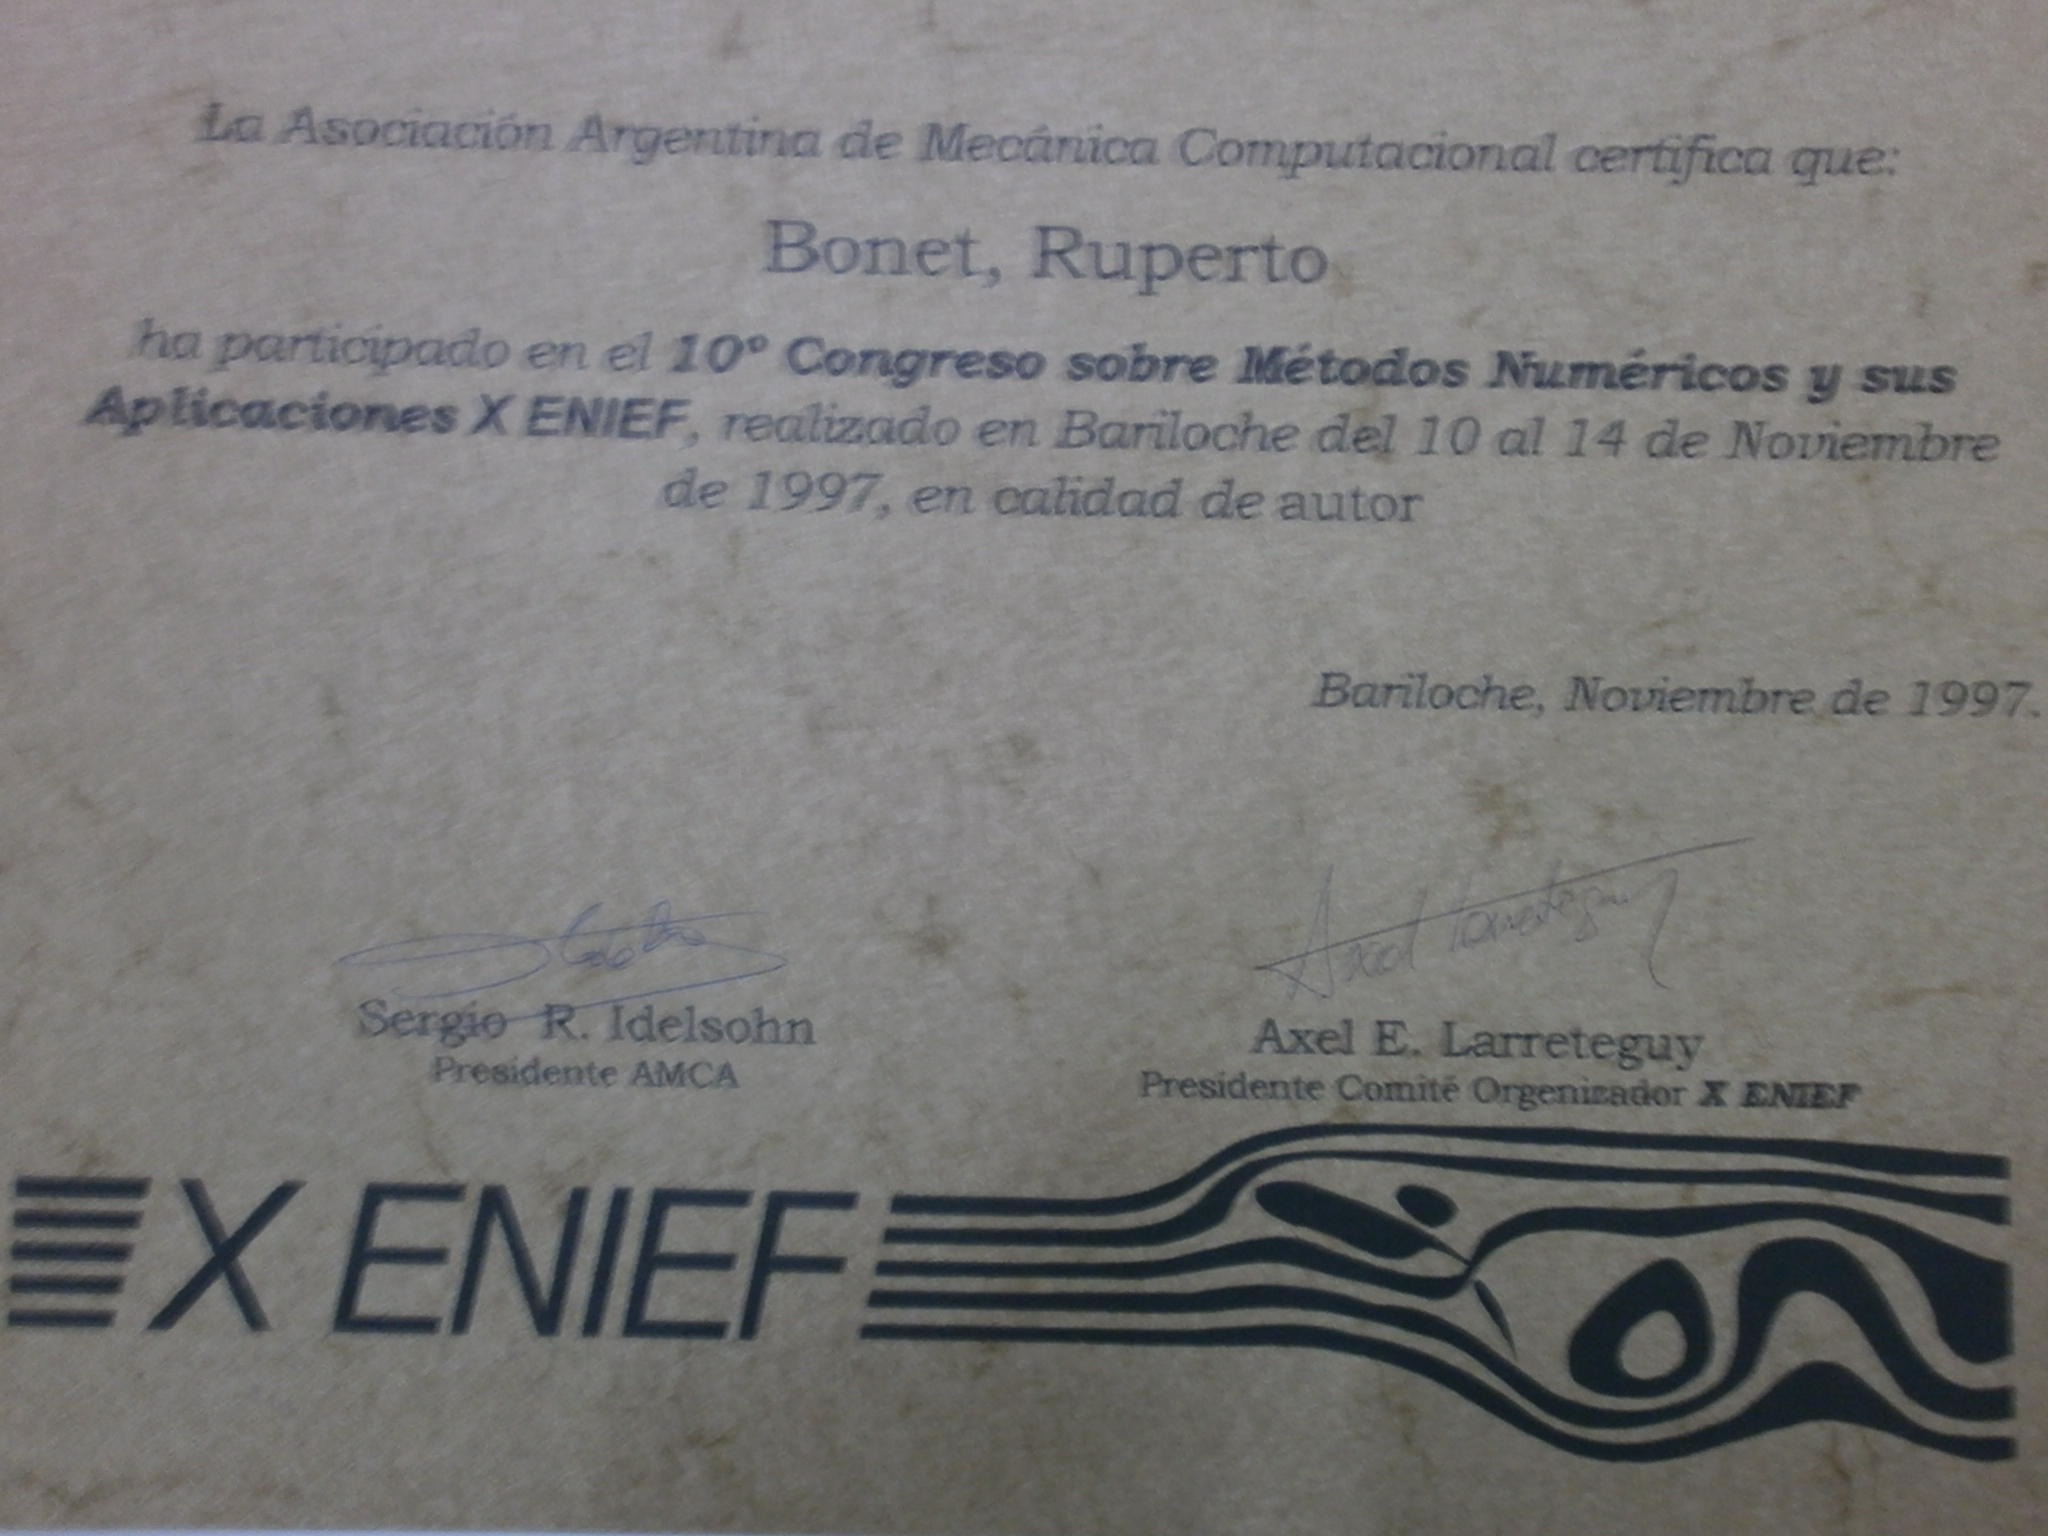 La Asociación Argentina de Mecánica Computacional certifica que:
Bonet, Ruperto
ha participado en el 10° Congreso sobre Métodos Numéricos y sus
Aplicaciones X ENIEF, realizado en Bariloche del 10 al 14 de Noviembre
de 1997, en calidad de autor
Bariloche, Noviembre de 1997.
Axel Larreteguy
Sergio R. Idelsohn
Presidente AMCA
Axel E. Larreteguy
Presidente Comité Orgenizador X ENIEF
X ENIEF